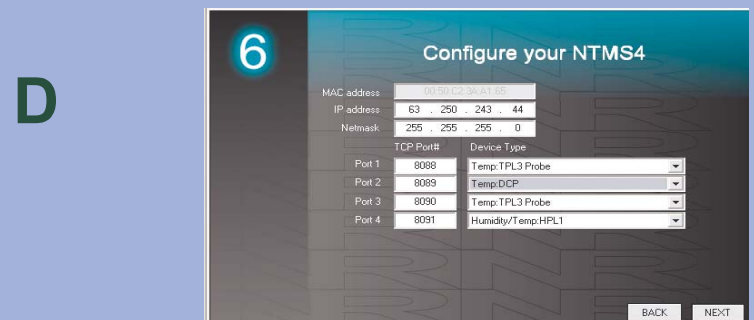 D
6
Configure your NTMS4
MAC address 00:50:C2:3A:A1:65
IP address 63 . 250 . 243 . 44
Netmask 255 . 255 . 255 . 0
TCP Port# Device Type
Port 1 8088 Temp:TPL3 Probe
Port 2 8089 Temp:DCP
Port 3 8090 Temp:TPL3 Probe
Port 4 8091 Humidity/Temp:HPL1
BACK NEXT